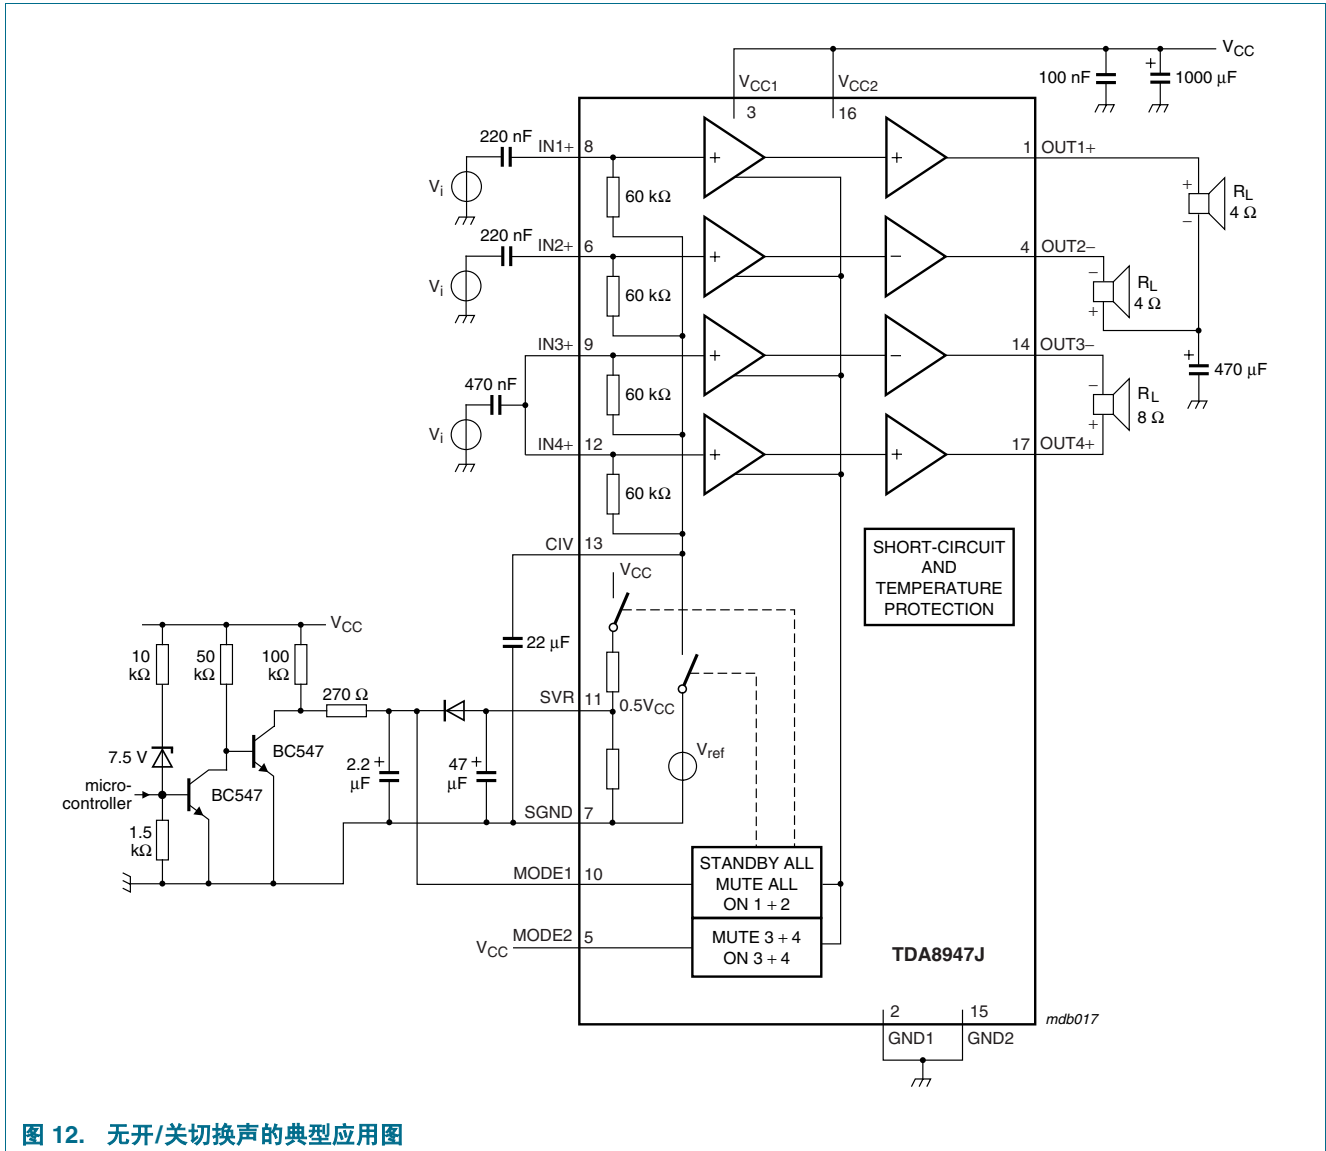 VCC
100 nF
+
1000 μF
VCC1
VCC2
3
16
220 nF
IN1+
8
Vi
60 kΩ
+
+
1
OUT1+
+
−
RL
4 Ω
220 nF
IN2+
6
Vi
60 kΩ
+
−
4
OUT2−
−
+
RL
4 Ω
IN3+
9
470 nF
Vi
60 kΩ
+
−
14
OUT3−
−
+
RL
8 Ω
+
470 μF
IN4+
12
60 kΩ
+
+
17
OUT4+
SHORT-CIRCUIT
AND
TEMPERATURE
PROTECTION
CIV
13
VCC
22 μF
VCC
10
kΩ
50
kΩ
100
kΩ
270 Ω
SVR
11
0.5VCC
Vref
7.5 V
BC547
BC547
micro-
controller
2.2
μF
+
47
μF
+
1.5
kΩ
SGND
7
MODE1
10
STANDBY ALL
MUTE ALL
ON 1 + 2
VCC
MODE2
5
MUTE 3 + 4
ON 3 + 4
TDA8947J
2
15
GND1
GND2
mdb017
图 12. 无开/关切换声的典型应用图